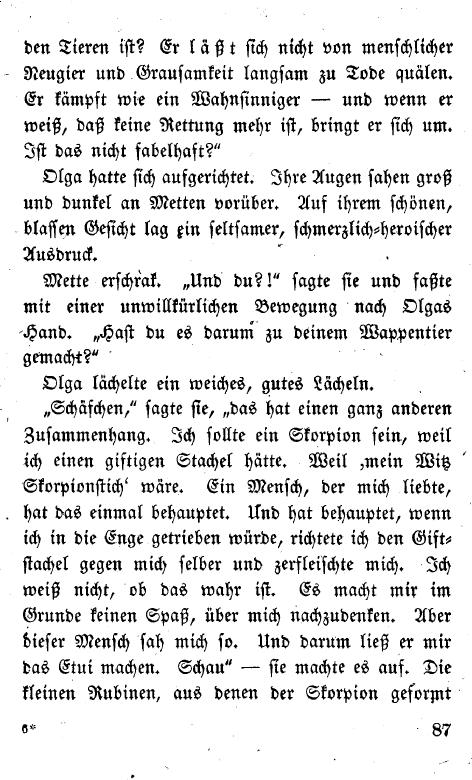 den Tieren ist? Er läßt sich nicht von menschlicher
Neugier und Grausamkeit langsam zu Tode quälen.
Er kämpft wie ein Wahnsinniger — und wenn er
weiß, daß keine Rettung mehr ist, bringt er sich um.
Ist das nicht fabelhaft?“
Olga hatte sich aufgerichtet. Ihre Augen sahen groß
und dunkel an Metten vorüber. Auf ihrem schönen,
blassen Gesicht lag ein seltsamer, schmerzlich-heroischer
Ausdruck.
Mette erschrak. „Und du?!“ sagte sie und faßte
mit einer unwillkürlichen Bewegung nach Olgas
Hand. „Hast du es darum zu deinem Wappentier
gemacht?“
Olga lächelte ein weiches, gutes Lächeln.
„Schäfchen,“ sagte sie, „das hat einen ganz anderen
Zusammenhang. Ich sollte ein Skorpion sein, weil
ich einen giftigen Stachel hätte. Weil ‚mein Witz
Skorpionstich‘ wäre. Ein Mensch, der mich liebte,
hat das einmal behauptet. Und hat behauptet, wenn
ich in die Enge getrieben würde, richtete ich den Gift-
stachel gegen mich selber und zerfleischte mich. Ich
weiß nicht, ob das wahr ist. Es macht mir im
Grunde keinen Spaß, über mich nachzudenken. Aber
dieser Mensch sah mich so. Und darum ließ er mir
das Etui machen. Schau“ — sie machte es auf. Die
kleinen Rubinen, aus denen der Skorpion geformt
6* 87